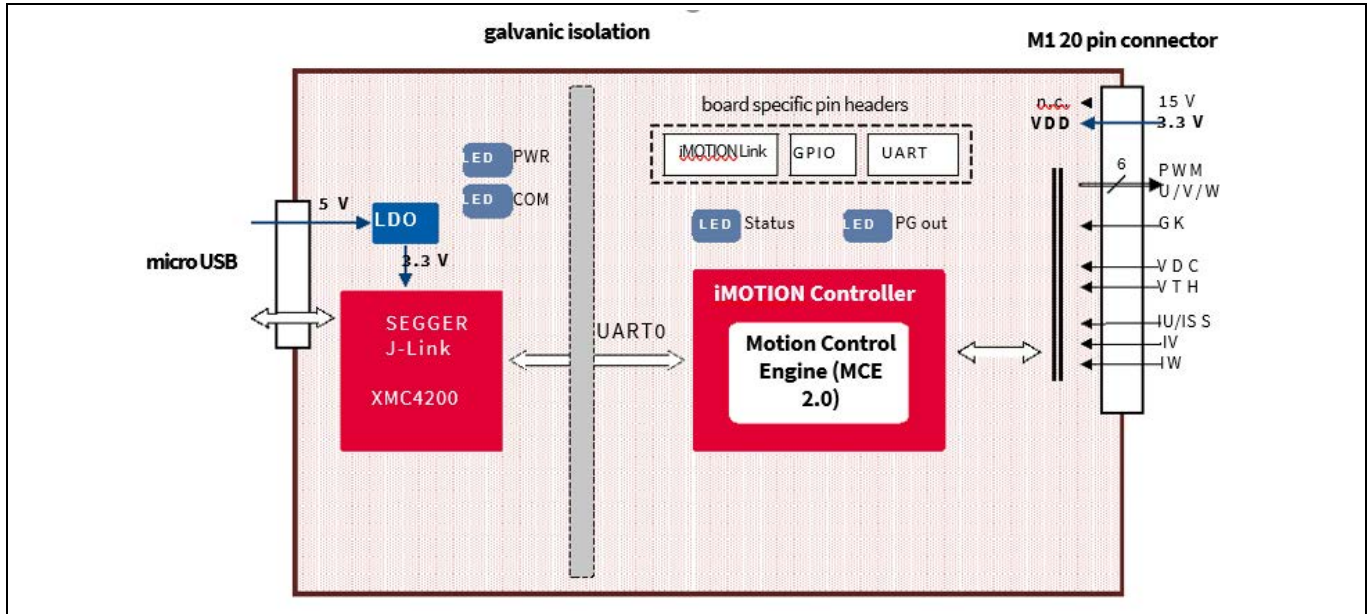 galvanic isolation
M1 20 pin connector
board specific pin headers
iMOTION Link
GPIO
UART
n.c.
15 V
VDD
3.3 V
LED PWR
LED COM
6
PWM
U/V/W
5 V
LDO
LED Status
LED PG out
GK
micro USB
3.3 V
VDC
VTH
SEGGER
J-Link
XMC4200
UART0
iMOTION Controller
Motion Control
Engine (MCE
2.0)
IU/ISS
IV
IW